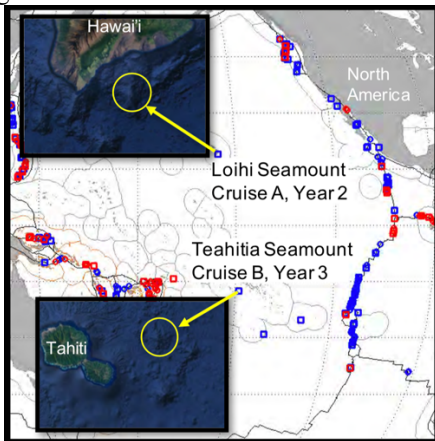 Hawai'i
North
America
Loihi Seamount
Cruise A, Year 2
Teahitia Seamount
Cruise B, Year 3
Tahiti